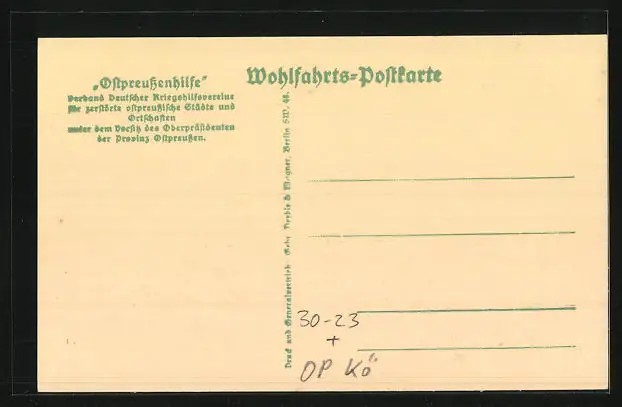 „Ostpreußenhilfe“
Verband Deutscher Kriegshilfsvereine
für zerstörte ostpreußische Städte und
Ortschaften
unter dem Vorsitz des Oberpräsidenten
der Provinz Ostpreußen.
Wohlfahrts-Postkarte
Druck und Generalvertrieb Gebr. & Wagner, Berlin SW. 48.
30-23
+
OP Kö